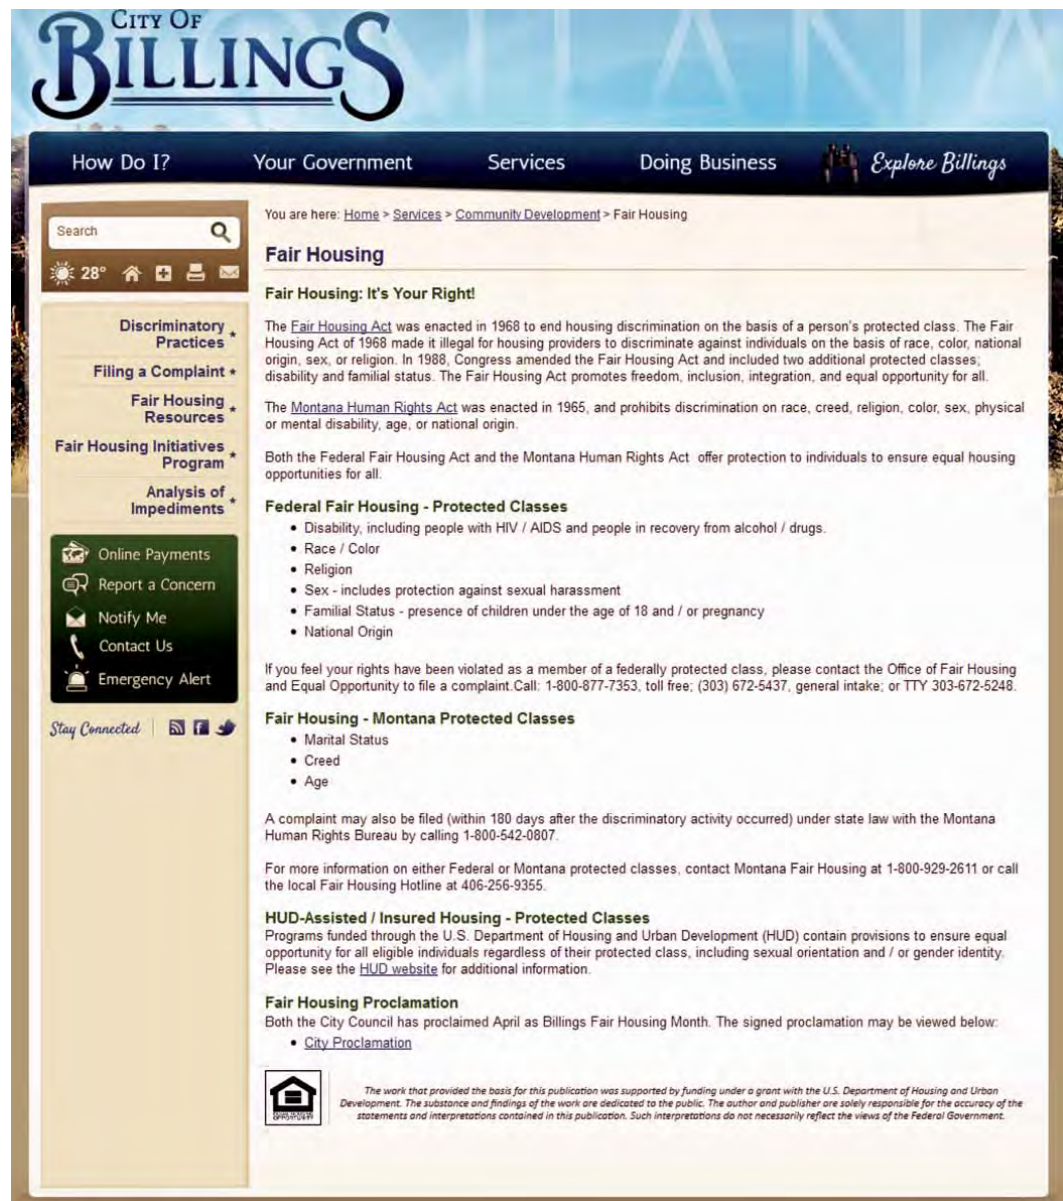 CITY OF
BILLINGS
How Do I?
Your Government
Services
Doing Business
Explore Billings
Search
28°
Discriminatory
Practices
Filing a Complaint
Fair Housing
Resources
Fair Housing Initiatives
Program
Analysis of
Impediments
Online Payments
Report a Concern
Notify Me
Contact Us
Emergency Alert
Stay Connected
You are here: Home > Services > Community Development > Fair Housing
Fair Housing
Fair Housing: It's Your Right!
The Fair Housing Act was enacted in 1968 to end housing discrimination on the basis of a person's protected class. The Fair
Housing Act of 1968 made it illegal for housing providers to discriminate against individuals on the basis of race, color, national
origin, sex, or religion. In 1988, Congress amended the Fair Housing Act and included two additional protected classes;
disability and familial status. The Fair Housing Act promotes freedom, inclusion, integration, and equal opportunity for all.
The Montana Human Rights Act was enacted in 1965, and prohibits discrimination on race, creed, religion, color, sex, physical
or mental disability, age, or national origin.
Both the Federal Fair Housing Act and the Montana Human Rights Act offer protection to individuals to ensure equal housing
opportunities for all.
Federal Fair Housing - Protected Classes
• Disability, including people with HIV / AIDS and people in recovery from alcohol / drugs.
• Race / Color
• Religion
• Sex - includes protection against sexual harassment
• Familial Status - presence of children under the age of 18 and / or pregnancy
• National Origin
If you feel your rights have been violated as a member of a federally protected class, please contact the Office of Fair Housing
and Equal Opportunity to file a complaint.Call: 1-800-877-7353, toll free; (303) 672-5437, general intake; or TTY 303-672-5248.
Fair Housing - Montana Protected Classes
• Marital Status
• Creed
• Age
A complaint may also be filed (within 180 days after the discriminatory activity occurred) under state law with the Montana
Human Rights Bureau by calling 1-800-542-0807.
For more information on either Federal or Montana protected classes, contact Montana Fair Housing at 1-800-929-2611 or call
the local Fair Housing Hotline at 406-256-9355.
HUD-Assisted / Insured Housing - Protected Classes
Programs funded through the U.S. Department of Housing and Urban Development (HUD) contain provisions to ensure equal
opportunity for all eligible individuals regardless of their protected class, including sexual orientation and / or gender identity.
Please see the HUD website for additional information.
Fair Housing Proclamation
Both the City Council has proclaimed April as Billings Fair Housing Month. The signed proclamation may be viewed below:
• City Proclamation
EQUAL HOUSING
OPPORTUNITY
The work that provided the basis for this publication was supported by funding under a grant with the U.S. Department of Housing and Urban
Development. The substance and findings of the work are dedicated to the public. The author and publisher are solely responsible for the accuracy of the
statements and interpretations contained in this publication. Such interpretations do not necessarily reflect the views of the Federal Government.